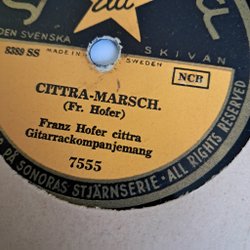 DEN SVENSKA
SKIVAN
8389 SS
MADE IN SWEDEN
NCB
CITTRA-MARSCH.
(Fr. Hofer)
Franz Hofer citra
Gitarrackompanjemang
7555
PÅ SONORAS STJÄRNSERIE · ALL RIGHTS RESERVED